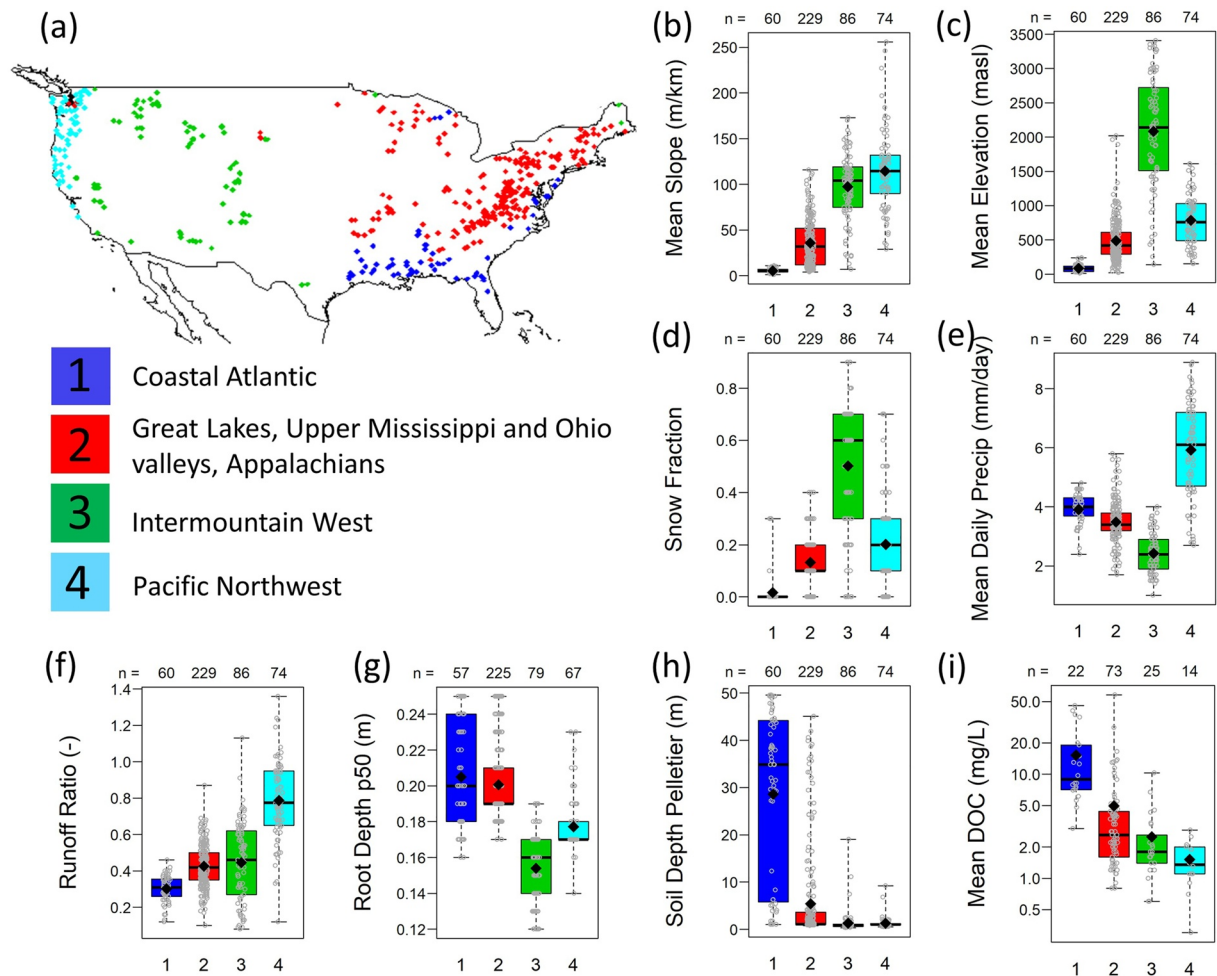 (a)
1 Coastal Atlantic
2 Great Lakes, Upper Mississippi and Ohio
valleys, Appalachians
3 Intermountain West
4 Pacific Northwest
(b)
n = 60 229 86 74
Mean Slope (m/km)
250
200
150
100
50
0
1 2 3 4
(c)
n = 60 229 86 74
Mean Elevation (masl)
3500
3000
2500
2000
1500
1000
500
0
1 2 3 4
(d)
n = 60 229 86 74
Snow Fraction
0.8
0.6
0.4
0.2
0.0
1 2 3 4
(e)
n = 60 229 86 74
Mean Daily Precip (mm/day)
8
6
4
2
1 2 3 4
(f)
n = 60 229 86 74
Runoff Ratio (-)
1.4
1.2
1.0
0.8
0.6
0.4
0.2
1 2 3 4
(g)
n = 57 225 79 67
Root Depth p50 (m)
0.24
0.22
0.20
0.18
0.16
0.14
0.12
1 2 3 4
(h)
n = 60 229 86 74
Soil Depth Pelletier (m)
50
40
30
20
10
0
1 2 3 4
(i)
n = 22 73 25 14
Mean DOC (mg/L)
50.0
20.0
10.0
5.0
2.0
1.0
0.5
1 2 3 4